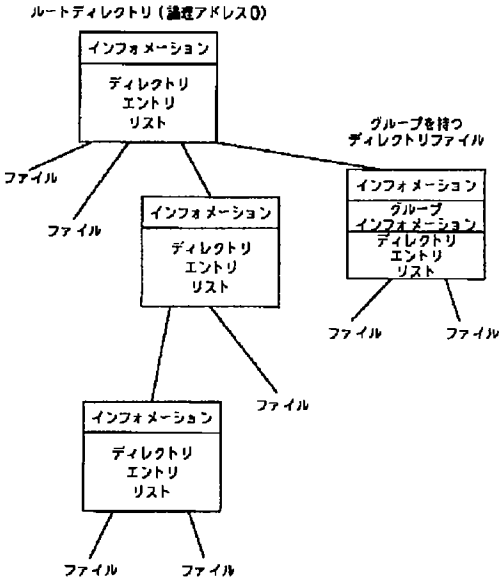 ルートディレクトリ(論理アドレス0)
インフォメーション
ディレクトリ
エントリ
リスト
グループを持つ
ディレクトリファイル
ファイル
ファイル
インフォメーション
ディレクトリ
エントリ
リスト
インフォメーション
グループ
インフォメーション
ディレクトリ
エントリ
リスト
ファイル
ファイル
ファイル
インフォメーション
ディレクトリ
エントリ
リスト
ファイル
ファイル